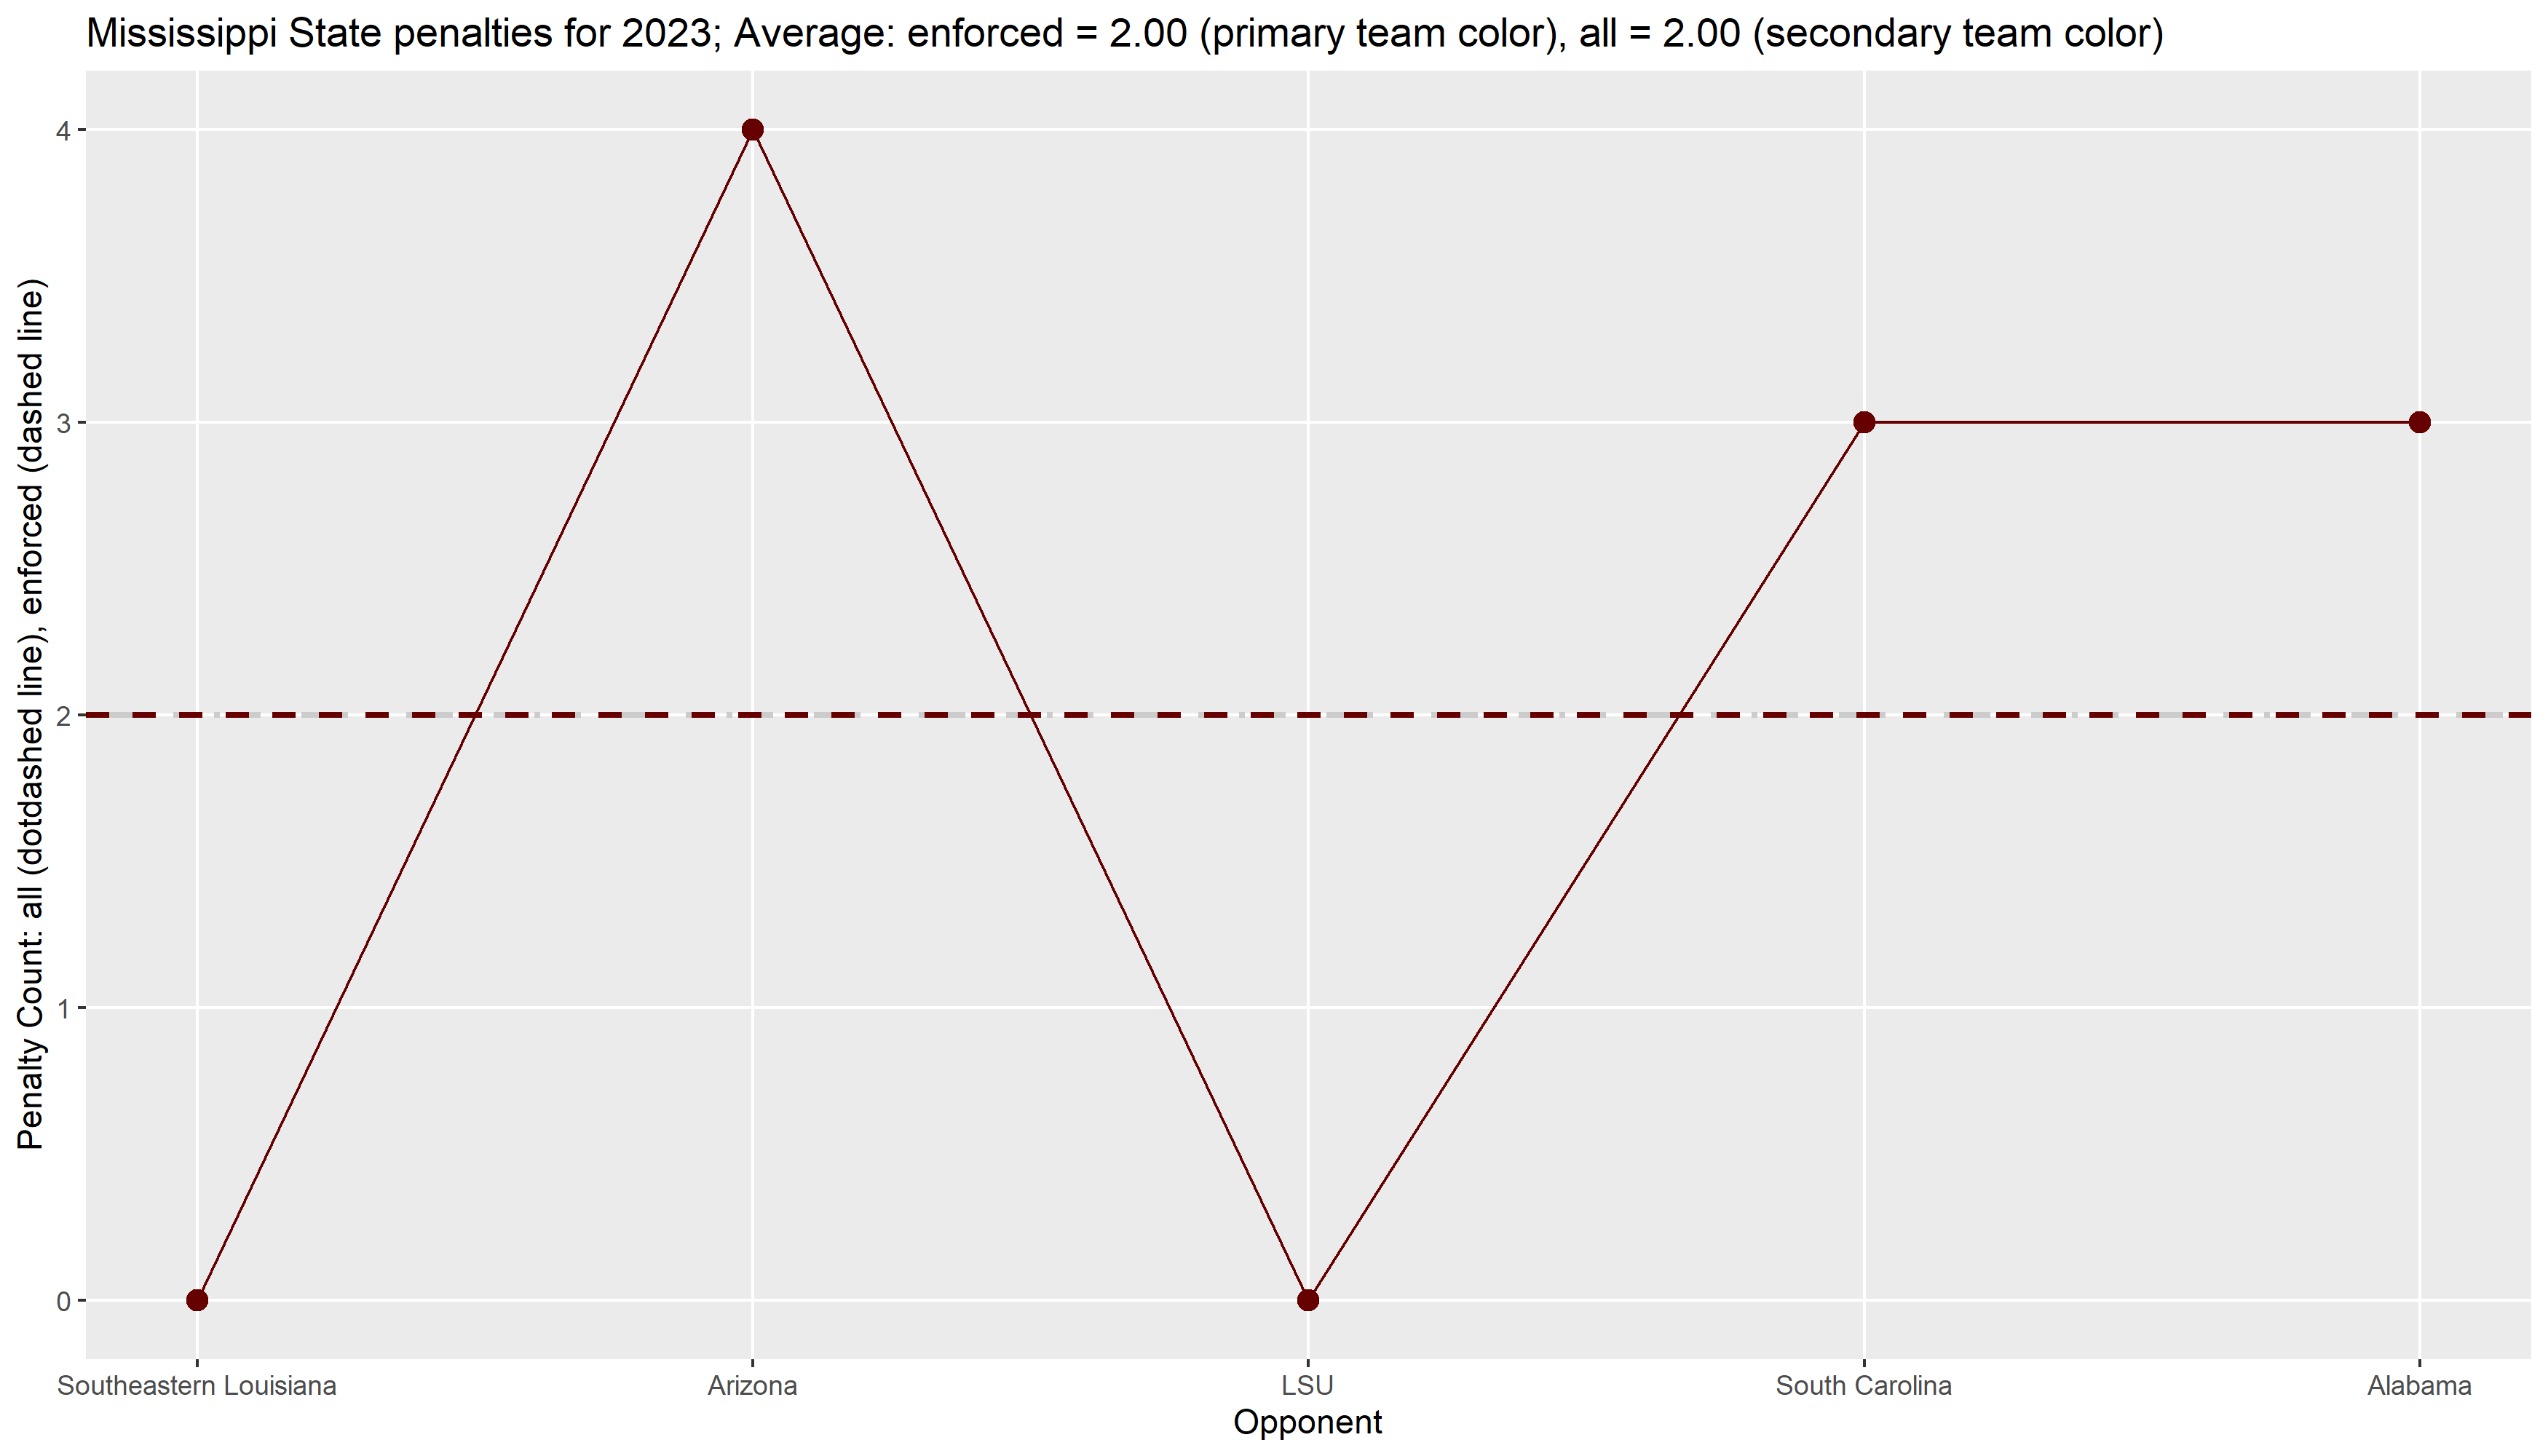 Mississippi State penalties for 2023; Average: enforced = 2.00 (primary team color), all = 2.00 (secondary team color)
Penalty Count: all (dotdashed line), enforced (dashed line)
4
3
2
1
0
Southeastern Louisiana
Arizona
LSU
South Carolina
Alabama
Opponent